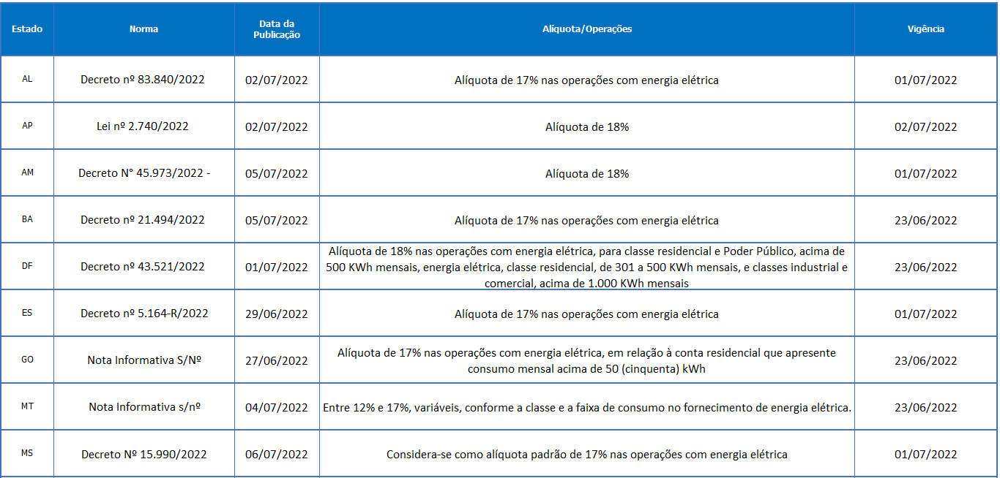 Estado
Norma
Data da
Publicação
Alíquota/Operações
Vigência
AL
Decreto nº 83.840/2022
02/07/2022
Alíquota de 17% nas operações com energia elétrica
01/07/2022
AP
Lei nº 2.740/2022
02/07/2022
Alíquota de 18%
02/07/2022
AM
Decreto N° 45.973/2022 -
05/07/2022
Alíquota de 18%
01/07/2022
BA
Decreto nº 21.494/2022
05/07/2022
Alíquota de 17% nas operações com energia elétrica
23/06/2022
DF
Decreto nº 43.521/2022
01/07/2022
Alíquota de 18% nas operações com energia elétrica, para classe residencial e Poder Público, acima de
500 KWh mensais, energia elétrica, classe residencial, de 301 a 500 KWh mensais, e classes industrial e
comercial, acima de 1.000 KWh mensais
23/06/2022
ES
Decreto nº 5.164-R/2022
29/06/2022
Alíquota de 17% nas operações com energia elétrica
01/07/2022
GO
Nota Informativa S/Nº
27/06/2022
Alíquota de 17% nas operações com energia elétrica, em relação à conta residencial que apresente
consumo mensal acima de 50 (cinquenta) kWh
23/06/2022
MT
Nota Informativa s/nº
04/07/2022
Entre 12% e 17%, variáveis, conforme a classe e a faixa de consumo no fornecimento de energia elétrica.
23/06/2022
MS
Decreto Nº 15.990/2022
06/07/2022
Considera-se como alíquota padrão de 17% nas operações com energia elétrica
01/07/2022